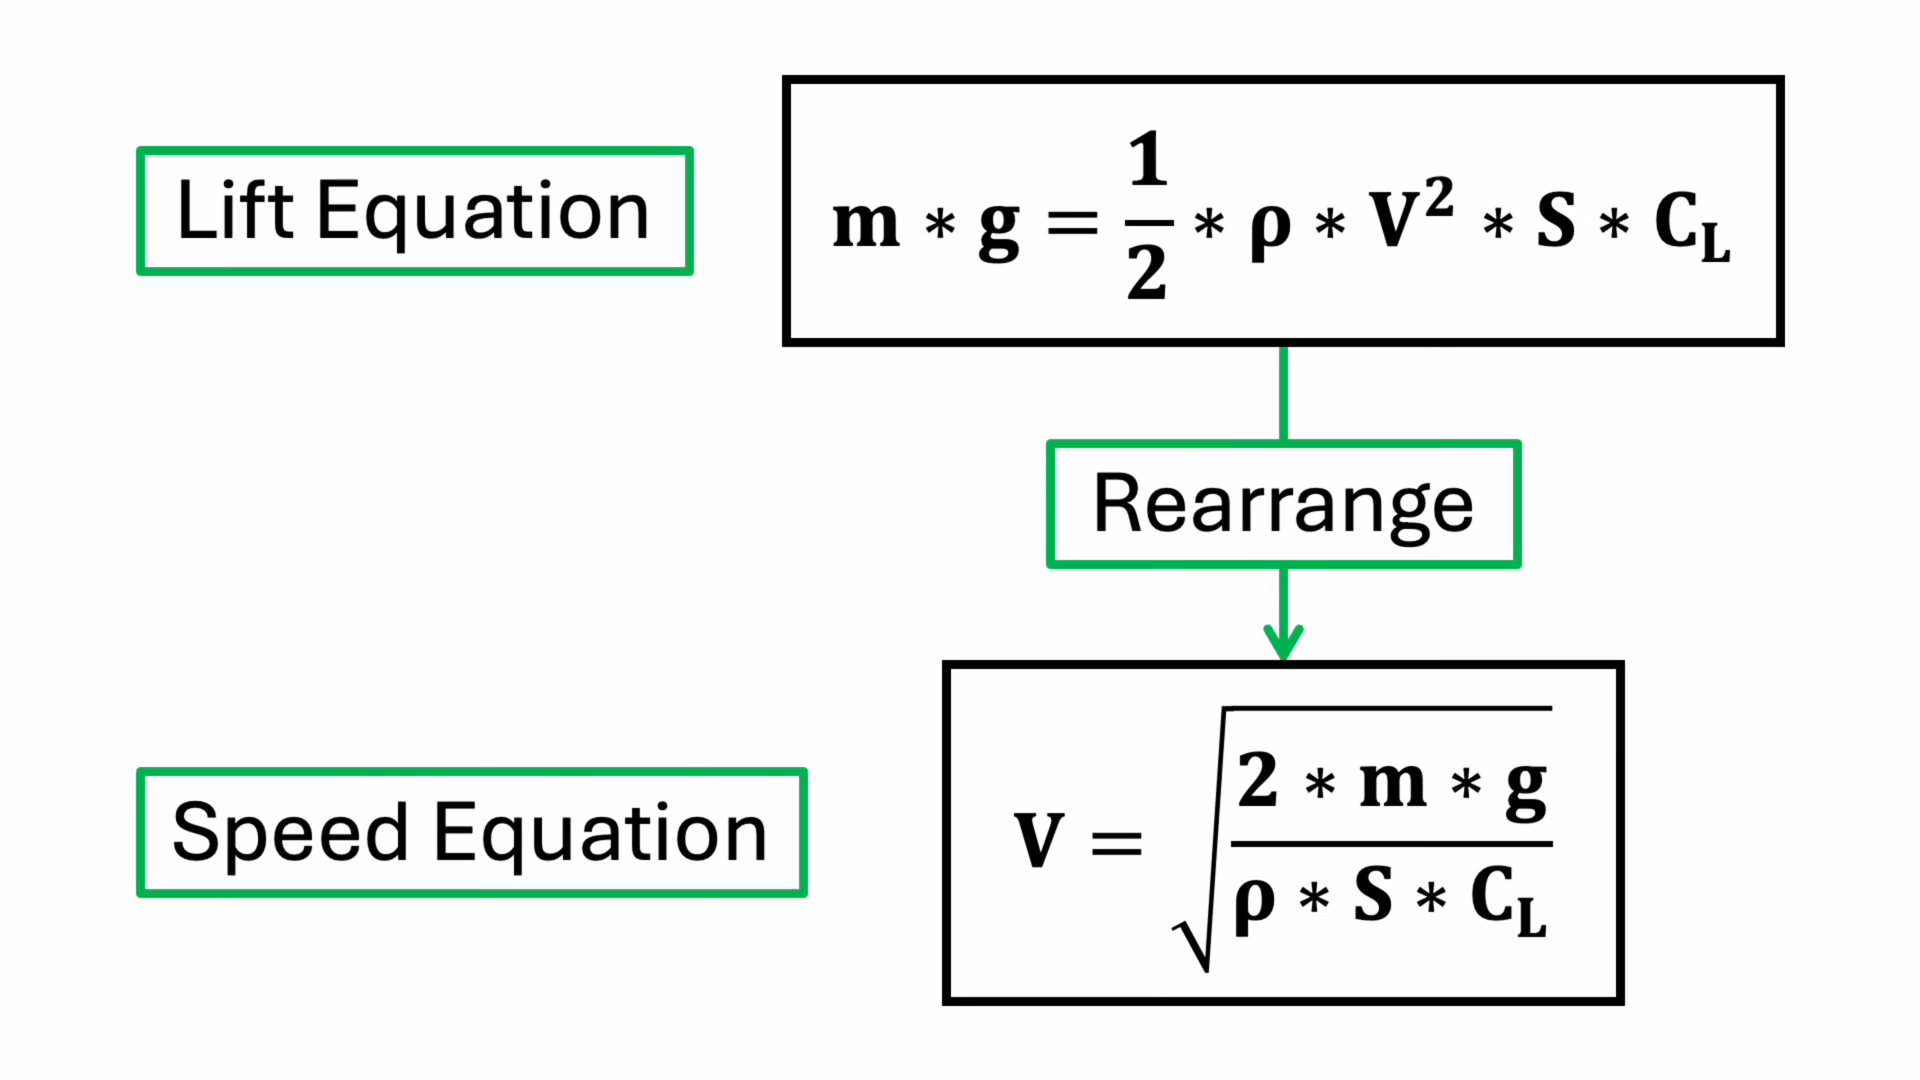 Lift Equation
m * g = 1/2 * ρ * V² * S * C_L
Rearrange
Speed Equation
V = √(2 * m * g / ρ * S * C_L)